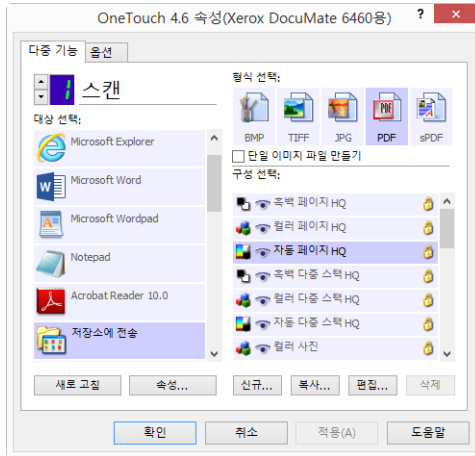 OneTouch 4.6 속성(Xerox DocuMate 6460용)
? ×
다중 기능 옵션
1 스캔
대상 선택:
Microsoft Explorer
Microsoft Word
Microsoft Wordpad
Notepad
Acrobat Reader 10.0
저장소에 전송
새로 고침 속성...
형식 선택:
BMP TIFF JPG PDF sPDF
단일 이미지 파일 만들기
구성 선택:
흑백 페이지 HQ
컬러 페이지 HQ
자동 페이지 HQ
흑백 다중 스택 HQ
컬러 다중 스택 HQ
자동 다중 스택 HQ
컬러 사진
신규... 복사... 편집... 삭제
확인 취소 적용(A) 도움말